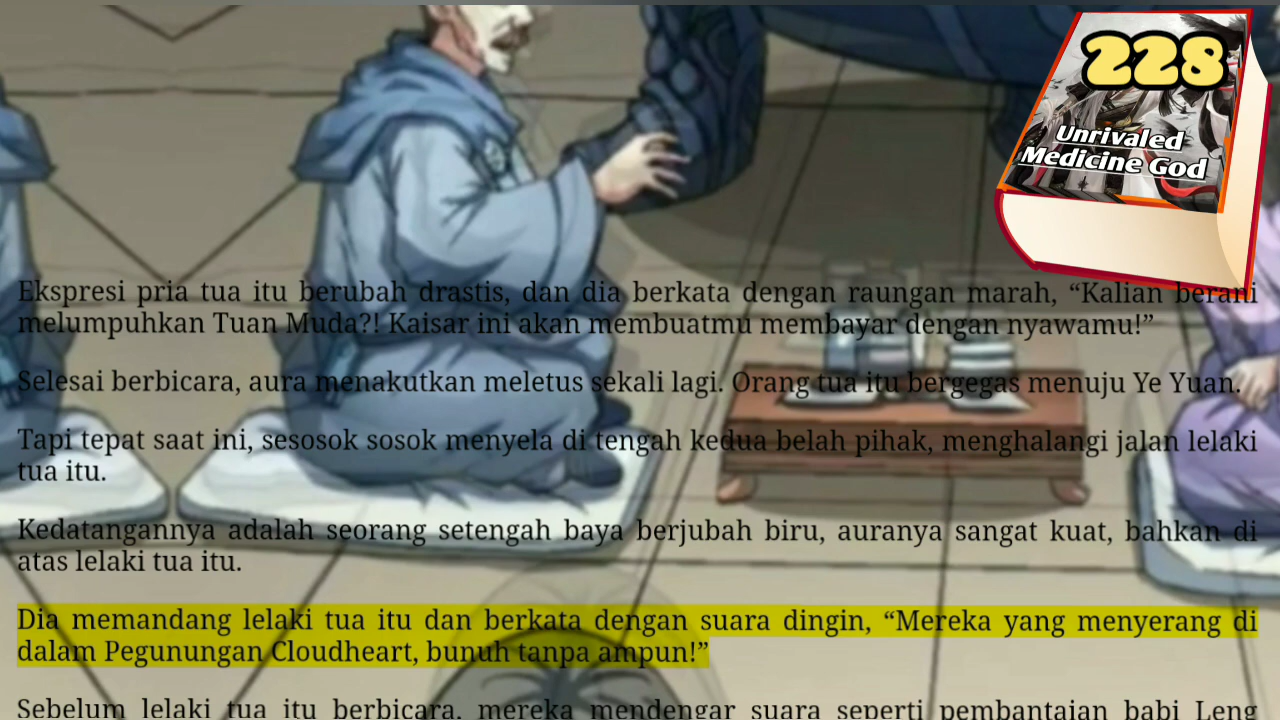 228
Unrivaled
Medicine God
Ekspresi pria tua itu berubah drastis, dan dia berkata dengan raungan marah, “Kalian berani
melumpuhkan Tuan Muda?! Kaisar ini akan membuatmu membayar dengan nyawamu!”
Selesai berbicara, aura menakutkan meletus sekali lagi. Orang tua itu bergegas menuju Ye Yuan.
Tapi tepat saat ini, sesosok sosok menyela di tengah kedua belah pihak, menghalangi jalan lelaki
tua itu.
Kedatangannya adalah seorang setengah baya berjubah biru, auranya sangat kuat, bahkan di
atas lelaki tua itu.
Dia memandang lelaki tua itu dan berkata dengan suara dingin, “Mereka yang menyerang di
dalam Pegunungan Cloudheart, bunuh tanpa ampun!”
Sebelum lelaki tua itu berbicara, mereka mendengar suara seperti pembantaian babi Leng